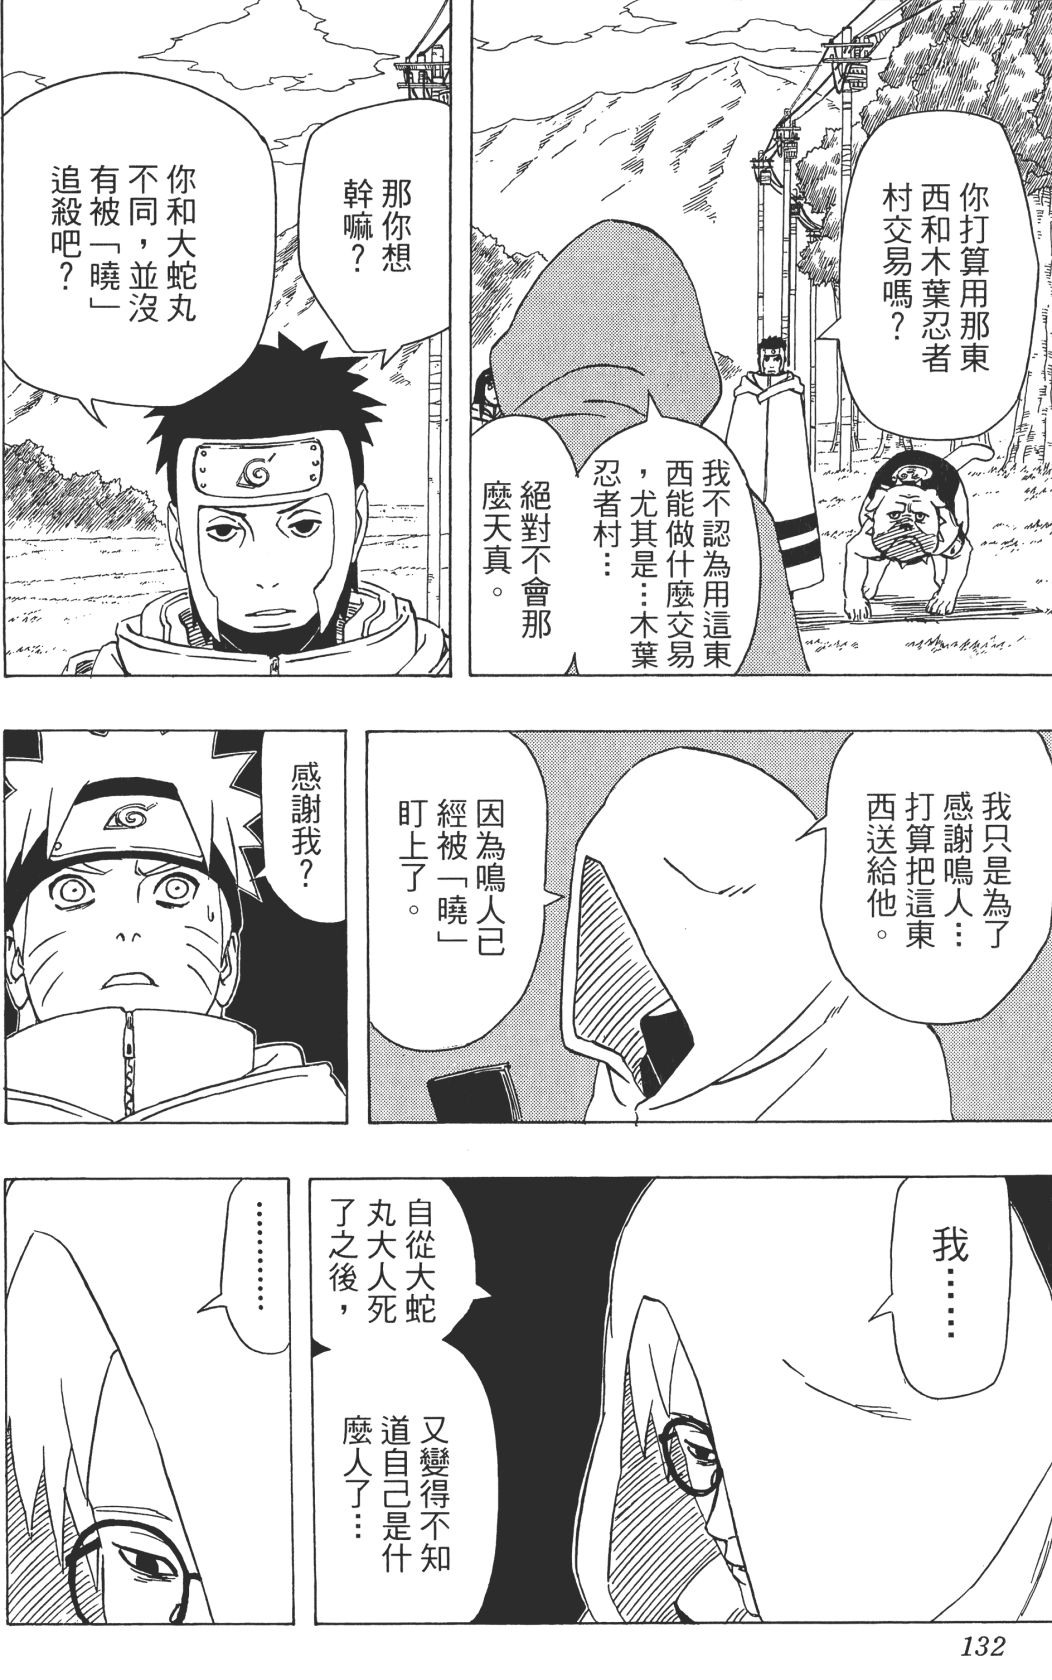 你打算用那東
西和木葉忍者
村交易嗎？
我不認為用這東
西能做什麼交易
，尤其是…木葉
忍者村…
絕對不會那
麼天真。
那你想
幹嘛？
你和大蛇丸
不同，並沒
有被「曉」
追殺吧？
我只是為了
感謝鳴人…
打算把這東
西送給他。
因為鳴人已
經被「曉」
盯上了。
感謝我？
我……
自從大蛇
丸大人死
了之後，
又變得不知
道自己是什
麼人了…
…………
132